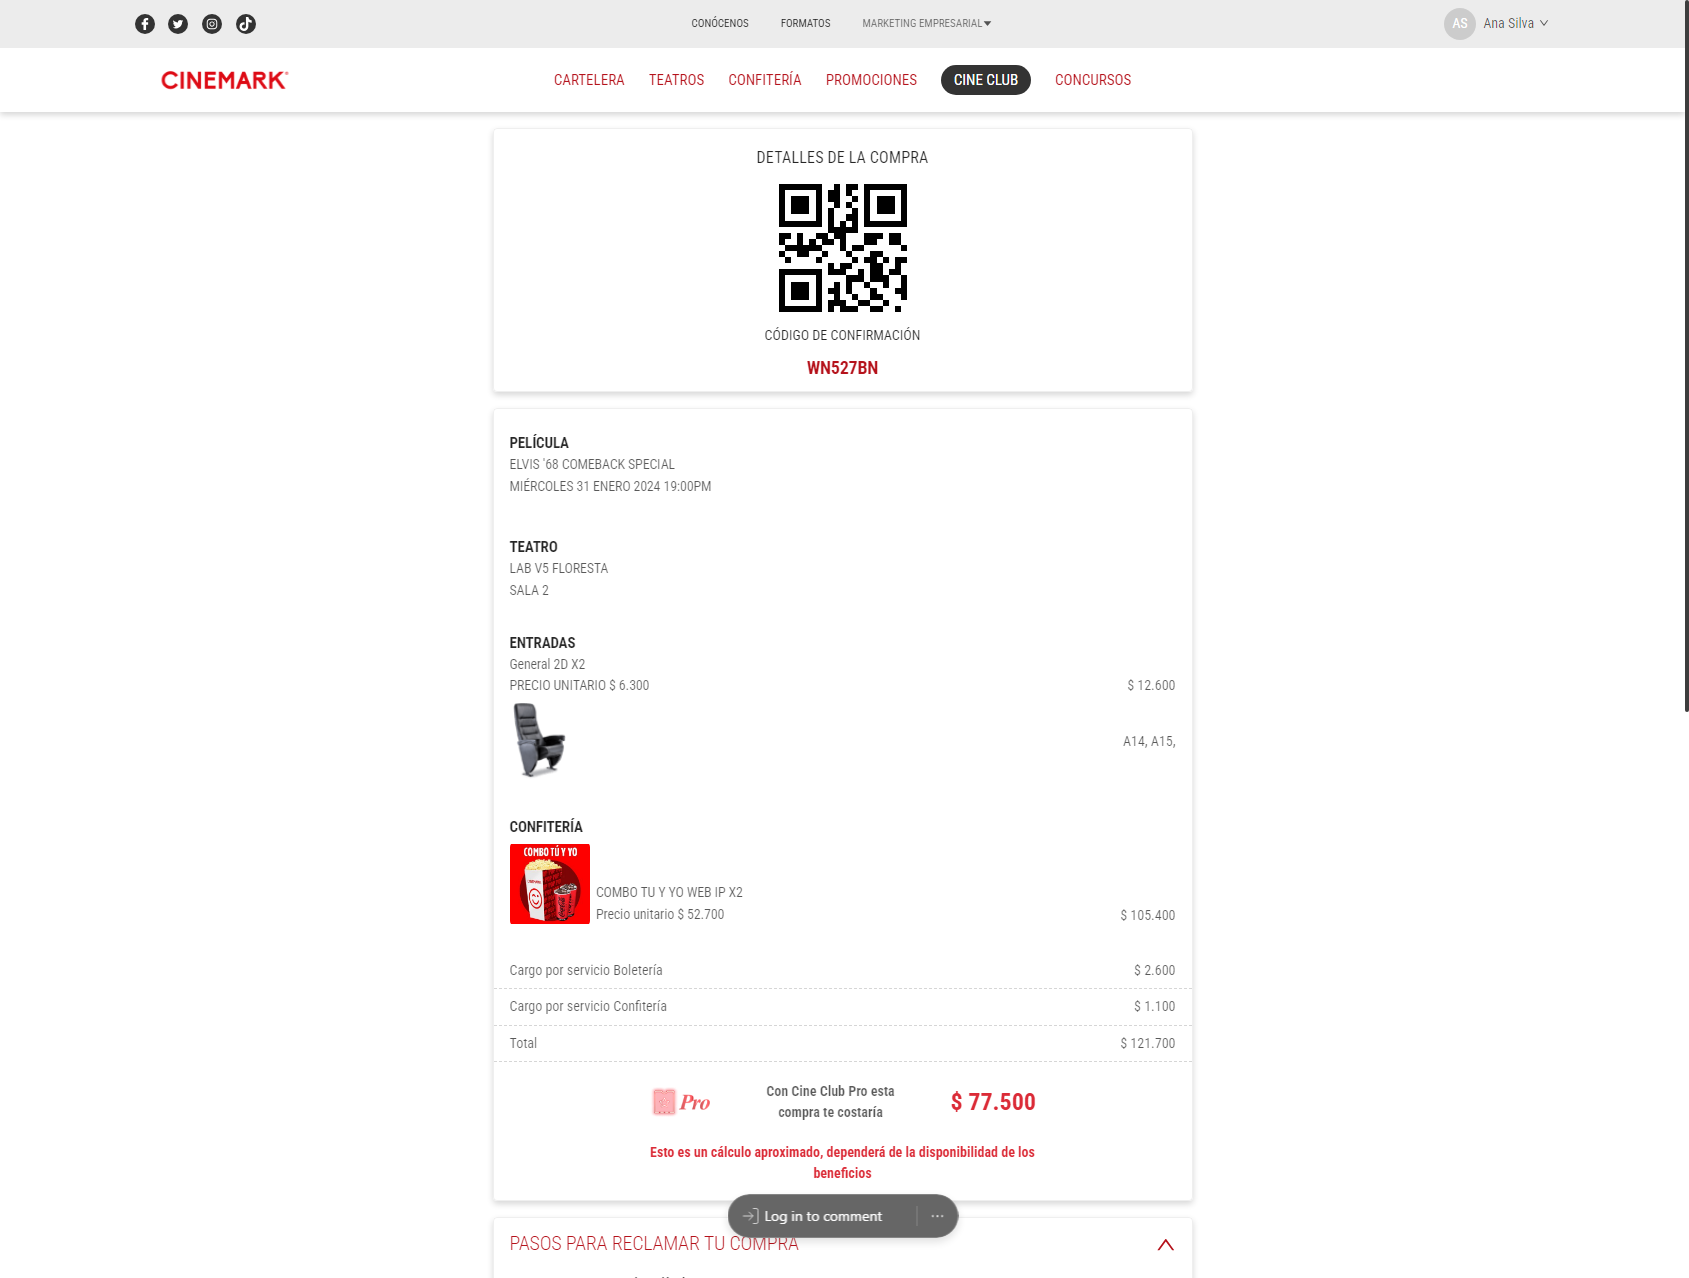 CONÓCENOS FORMATOS MARKETING EMPRESARIAL AS Ana Silva
CINEMARK CARTELERA TEATROS CONFITERÍA PROMOCIONES CINE CLUB CONCURSOS
DETALLES DE LA COMPRA
CÓDIGO DE CONFIRMACIÓN
WN527BN
PELÍCULA
ELVIS '68 COMEBACK SPECIAL
MIÉRCOLES 31 ENERO 2024 19:00PM
TEATRO
LAB V5 FLORESTA
SALA 2
ENTRADAS
General 2D X2
PRECIO UNITARIO $ 6.300 $ 12.600
A14, A15,
CONFITERÍA
COMBO TÚ Y YO
COMBO TU Y YO WEB IP X2
Precio unitario $ 52.700 $ 105.400
Cargo por servicio Boletería $ 2.600
Cargo por servicio Confitería $ 1.100
Total $ 121.700
Pro Con Cine Club Pro esta
compra te costaría $ 77.500
Esto es un cálculo aproximado, dependerá de la disponibilidad de los
beneficios
Log in to comment
PASOS PARA RECLAMAR TU COMPRA